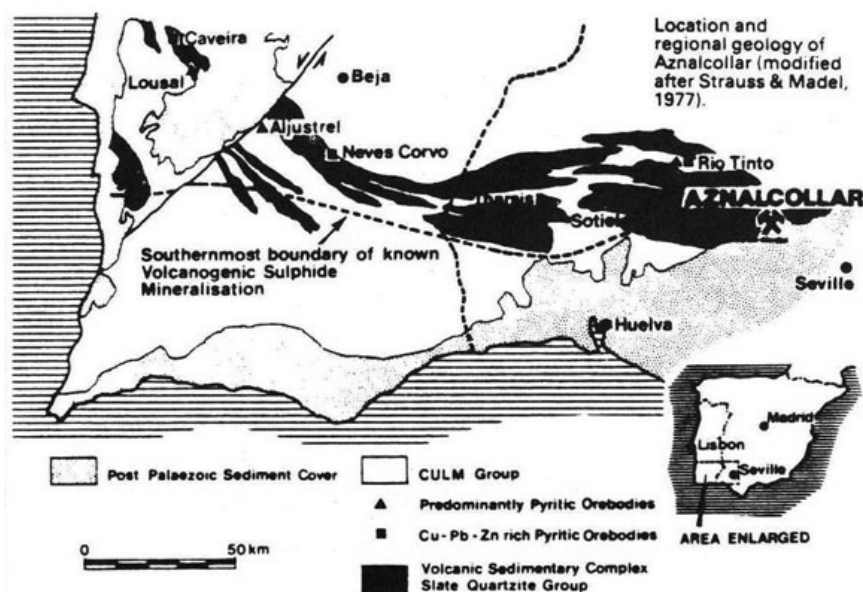 Location and
regional geology of
Aznalcollar (modified
after Strauss & Madel,
1977).
Caveira
Lousal
Beja
Aljustrel
Neves Corvo
Rio Tinto
Tharsis
Sotiel
AZNALCOLLAR
Southernmost boundary of known
Volcanogenic Sulphide
Mineralisation
Seville
Huelva
Madrid
Lisbon
Seville
AREA ENLARGED
Post Palaezoic Sediment Cover
CULM Group
Predominantly Pyritic Orebodies
Cu-Pb-Zn rich Pyritic Orebodies
0 50 km
Volcanic Sedimentary Complex
Slate Quartzite Group